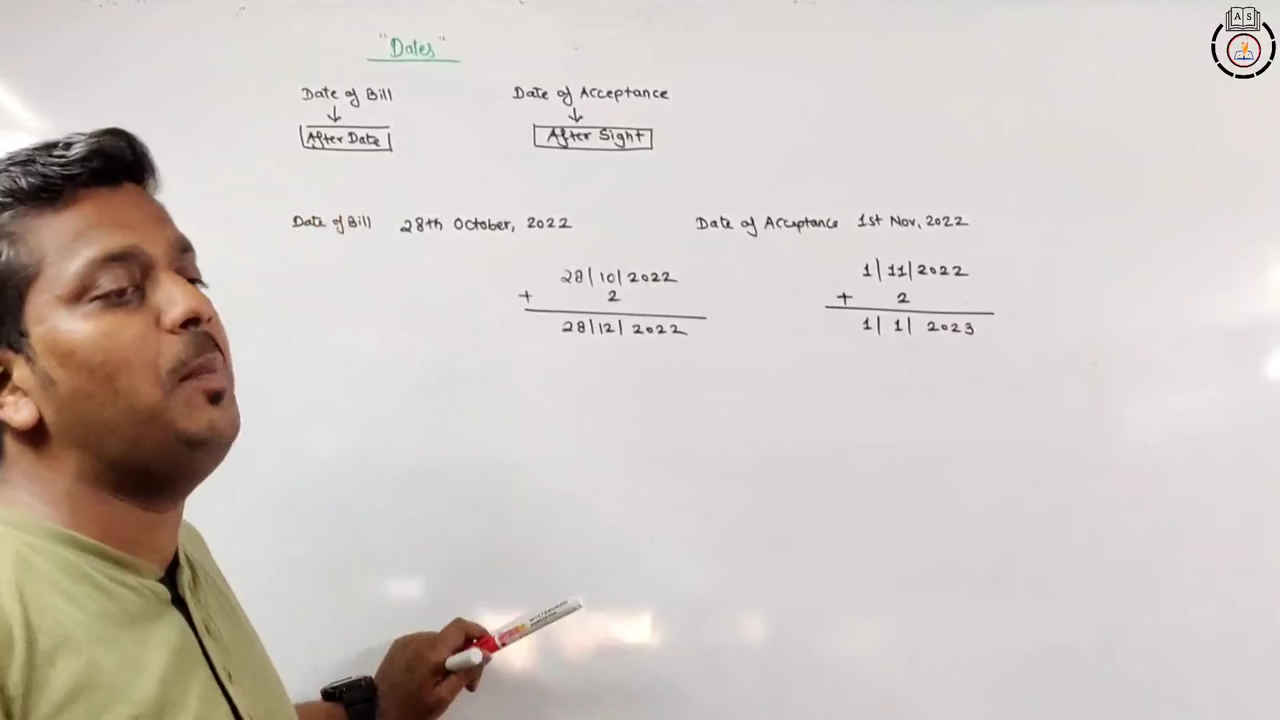 "Dates"
Date of Bill
Date of Acceptance
After Date
After Sight
Date of Bill 28th October, 2022
28/10/2022
+ 2
28/12/2022
Date of Acceptance 1st Nov, 2022
1/11/2022
+ 2
1/1/2023
A S